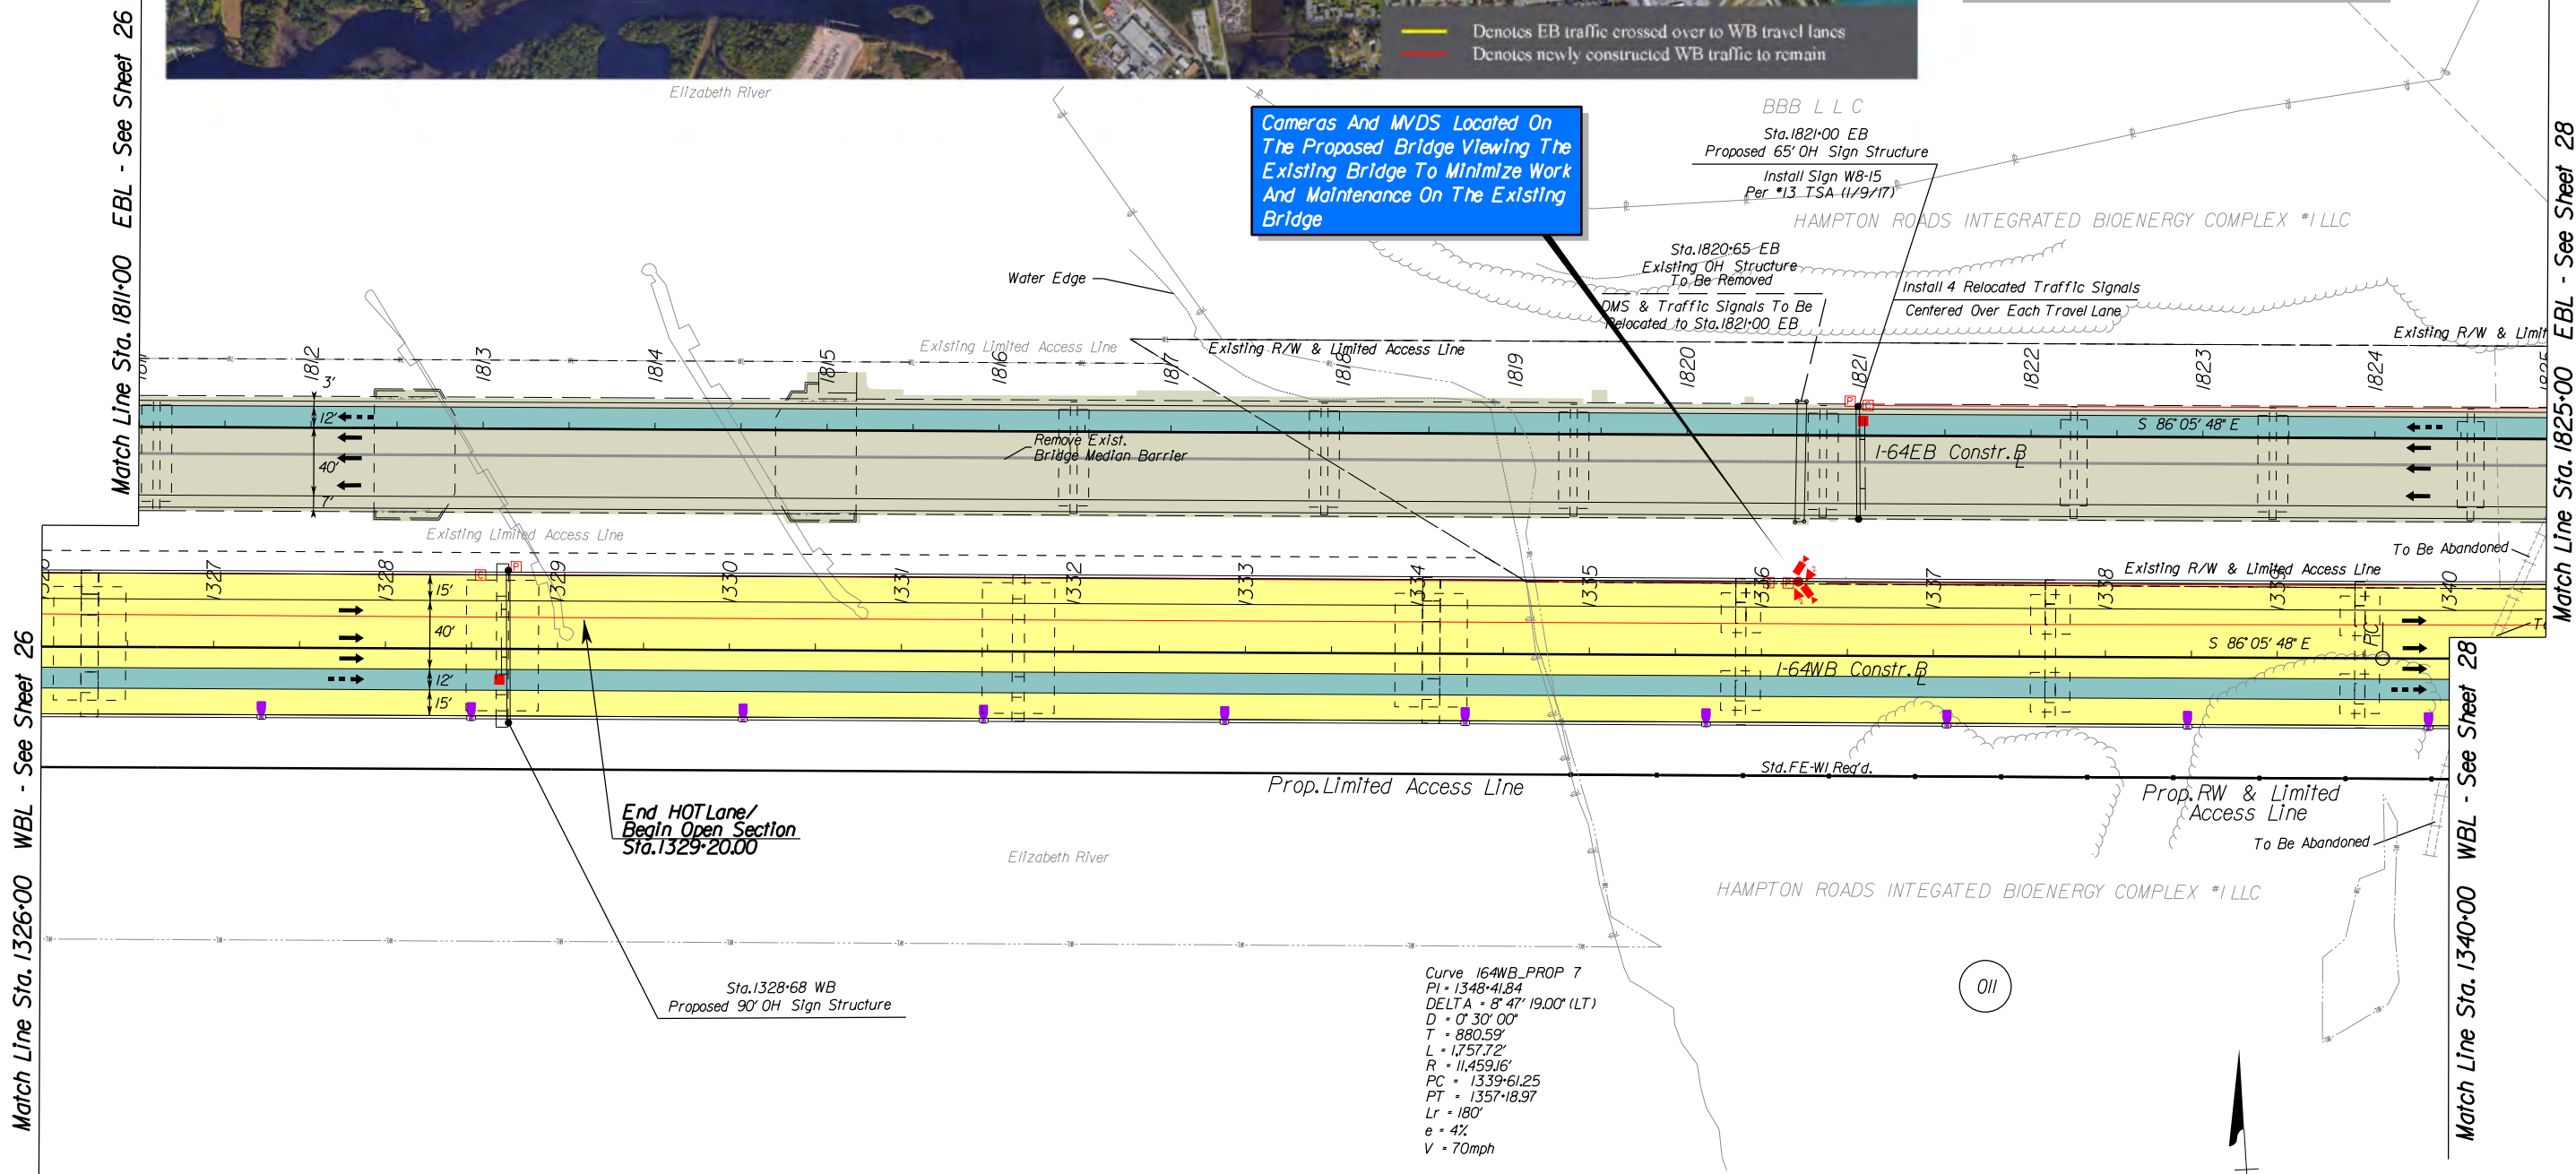 Denotes EB traffic crossed over to WB travel lanes
Denotes newly constructed WB traffic to remain
Match Line Sta. 1811+00 EBL - See Sheet 26
Elizabeth River
Cameras And MVDS Located On
The Proposed Bridge Viewing The
Existing Bridge To Minimize Work
And Maintenance On The Existing
Bridge
BBB L L C
Sta.1821+00 EB
Proposed 65' OH Sign Structure
Install Sign W8-15
Per #13 TSA (1/9/17)
HAMPTON ROADS INTEGRATED BIOENERGY COMPLEX #1 LLC
Sta.1820+65 EB
Existing OH Structure
To Be Removed
DMS & Traffic Signals To Be
Relocated to Sta.1821+00 EB
Install 4 Relocated Traffic Signals
Centered Over Each Travel Lane
Water Edge
Existing Limited Access Line
Existing R/W & Limited Access Line
Existing R/W & Limit
1812
1813
1814
1815
1816
1817
1818
1819
1820
1821
1822
1823
1824
3'
12'
40'
7'
Remove Exist.
Bridge Median Barrier
P
C
S 86° 05' 48" E
I-64EB Constr. BL
Match Line Sta. 1825+00 EBL - See Sheet 28
Existing Limited Access Line
To Be Abandoned
Existing R/W & Limited Access Line
1327
1328
1329
1330
1331
1332
1333
1334
1335
1336
1337
1338
1339
1340
C
P
15'
40'
12'
15'
S 86° 05' 48" E
PC
I-64WB Constr. BL
Match Line Sta. 1326+00 WBL - See Sheet 26
End HOT Lane/
Begin Open Section
Sta.1329+20.00
Std.FE-W1 Req'd.
Prop.Limited Access Line
Prop.RW & Limited
Access Line
To Be Abandoned
Elizabeth River
HAMPTON ROADS INTEGATED BIOENERGY COMPLEX #1 LLC
Sta.1328+68 WB
Proposed 90' OH Sign Structure
Curve I64WB_PROP 7
PI = 1348+41.84
DELTA = 8° 47' 19.00" (LT)
D = 0° 30' 00"
T = 880.59'
L = 1,757.72'
R = 11,459.16'
PC = 1339+61.25
PT = 1357+18.97
Lr = 180'
e = 4%
V = 70mph
011
Match Line Sta. 1340+00 WBL - See Sheet 28